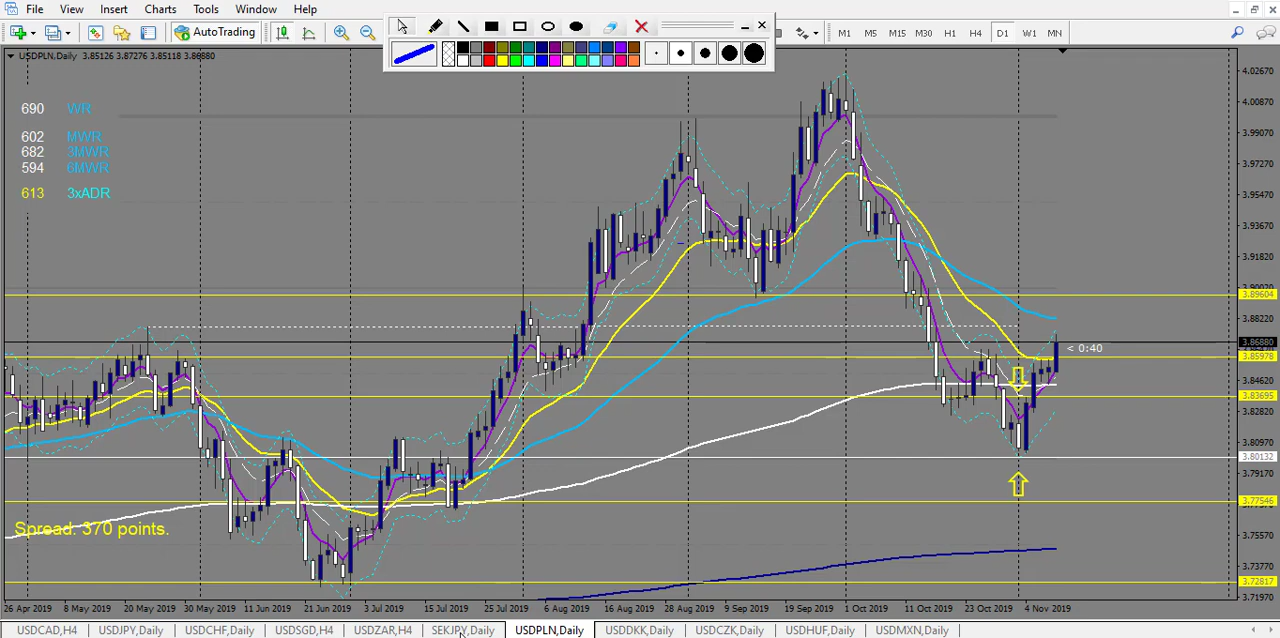 File View Insert Charts Tools Window Help
AutoTrading M1 M5 M15 M30 H1 H4 D1 W1 MN
USDPLN,Daily 3.85126 3.87276 3.85118 3.86880
4.02670
4.00870
690 WR
3.99070
602 MWR
682 3MWR
3.97270
594 6MWR
613 3xADR
3.95470
3.93670
3.91820
3.89604
3.88220
3.86880
< 0:40
3.85978
3.84620
3.83695
3.82820
3.80970
3.80132
3.79170
3.77546
Spread: 370 points.
3.75570
3.73770
3.72817
3.71970
26 Apr 2019 8 May 2019 20 May 2019 30 May 2019 11 Jun 2019 21 Jun 2019 3 Jul 2019 15 Jul 2019 25 Jul 2019 6 Aug 2019 16 Aug 2019 28 Aug 2019 9 Sep 2019 19 Sep 2019 1 Oct 2019 11 Oct 2019 23 Oct 2019 4 Nov 2019
USDCAD,H4 USDJPY,Daily USDCHF,Daily USDSGD,H4 USDZAR,H4 SEKJPY,Daily USDPLN,Daily USDDKK,Daily USDCZK,Daily USDHUF,Daily USDMXN,Daily